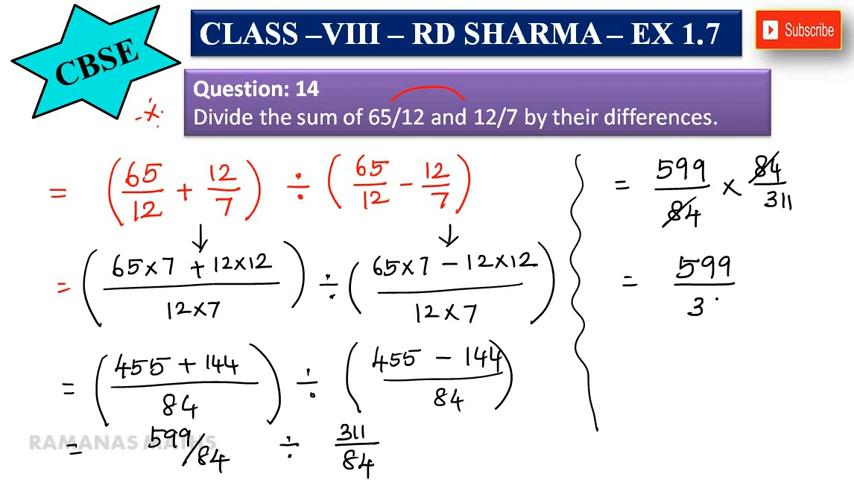 CBSE
CLASS –VIII – RD SHARMA – EX 1.7
Subscribe
Question: 14
Divide the sum of 65/12 and 12/7 by their differences.
= (65/12 + 12/7) ÷ (65/12 - 12/7)
= ((65×7 + 12×12)/(12×7)) ÷ ((65×7 - 12×12)/(12×7))
= ((455 + 144)/84) ÷ ((455 - 144)/84)
= 599/84 ÷ 311/84
RAMANAS MATHS
= 599/84 × 84/311
= 599/3